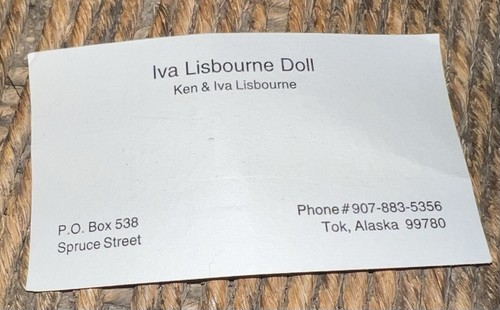 Iva Lisbourne Doll
Ken & Iva Lisbourne
P.O. Box 538
Spruce Street
Phone#907-883-5356
Tok, Alaska 99780